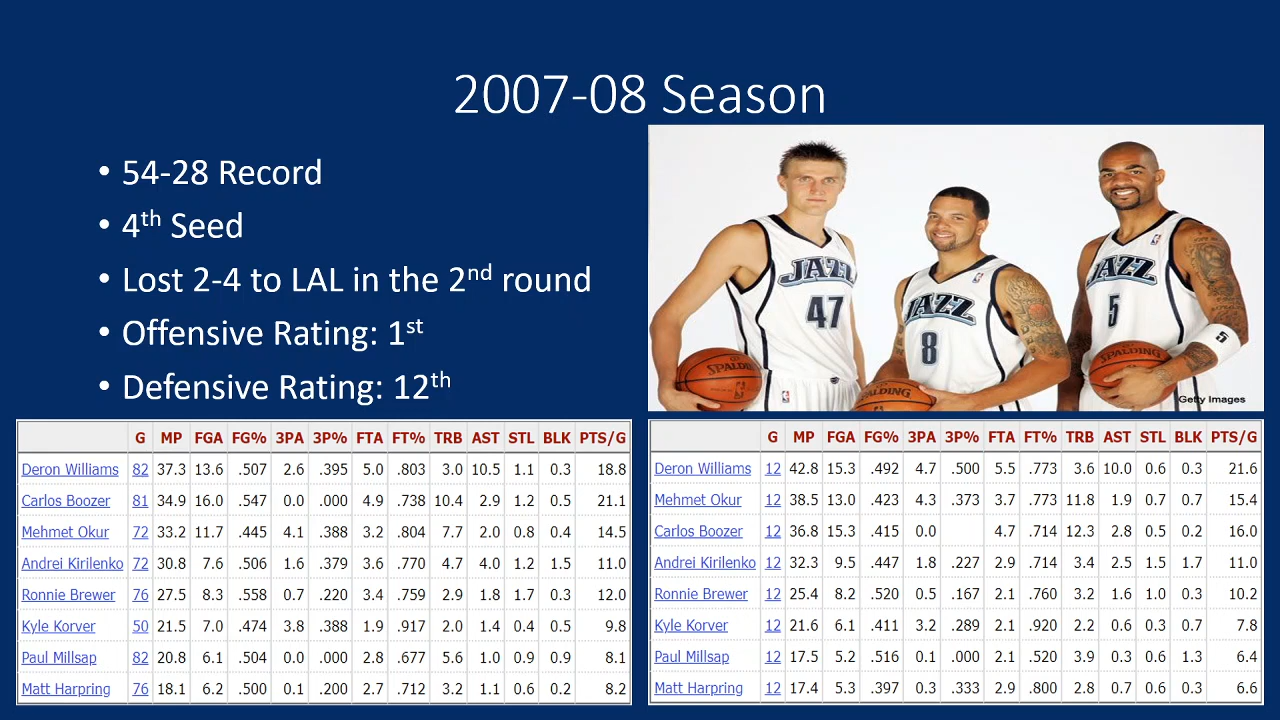 2007-08 Season
• 54-28 Record
• 4th Seed
• Lost 2-4 to LAL in the 2nd round
• Offensive Rating: 1st
• Defensive Rating: 12th
JAZZ
47
JAZZ
8
JAZZ
5
5
SPALDING
SPALDING
SPALDING
Getty Images
G MP FGA FG% 3PA 3P% FTA FT% TRB AST STL BLK PTS/G
Deron Williams 82 37.3 13.6 .507 2.6 .395 5.0 .803 3.0 10.5 1.1 0.3 18.8
Carlos Boozer 81 34.9 16.0 .547 0.0 .000 4.9 .738 10.4 2.9 1.2 0.5 21.1
Mehmet Okur 72 33.2 11.7 .445 4.1 .388 3.2 .804 7.7 2.0 0.8 0.4 14.5
Andrei Kirilenko 72 30.8 7.6 .506 1.6 .379 3.6 .770 4.7 4.0 1.2 1.5 11.0
Ronnie Brewer 76 27.5 8.3 .558 0.7 .220 3.4 .759 2.9 1.8 1.7 0.3 12.0
Kyle Korver 50 21.5 7.0 .474 3.8 .388 1.9 .917 2.0 1.4 0.4 0.5 9.8
Paul Millsap 82 20.8 6.1 .504 0.0 .000 2.8 .677 5.6 1.0 0.9 0.9 8.1
Matt Harpring 76 18.1 6.2 .500 0.1 .200 2.7 .712 3.2 1.1 0.6 0.2 8.2
G MP FGA FG% 3PA 3P% FTA FT% TRB AST STL BLK PTS/G
Deron Williams 12 42.8 15.3 .492 4.7 .500 5.5 .773 3.6 10.0 0.6 0.3 21.6
Mehmet Okur 12 38.5 13.0 .423 4.3 .373 3.7 .773 11.8 1.9 0.7 0.7 15.4
Carlos Boozer 12 36.8 15.3 .415 0.0 4.7 .714 12.3 2.8 0.5 0.2 16.0
Andrei Kirilenko 12 32.3 9.5 .447 1.8 .227 2.9 .714 3.4 2.5 1.5 1.7 11.0
Ronnie Brewer 12 25.4 8.2 .520 0.5 .167 2.1 .760 3.2 1.6 1.0 0.3 10.2
Kyle Korver 12 21.6 6.1 .411 3.2 .289 2.1 .920 2.2 0.6 0.3 0.7 7.8
Paul Millsap 12 17.5 5.2 .516 0.1 .000 2.1 .520 3.9 0.3 0.6 1.3 6.4
Matt Harpring 12 17.4 5.3 .397 0.3 .333 2.9 .800 2.8 0.7 0.6 0.3 6.6